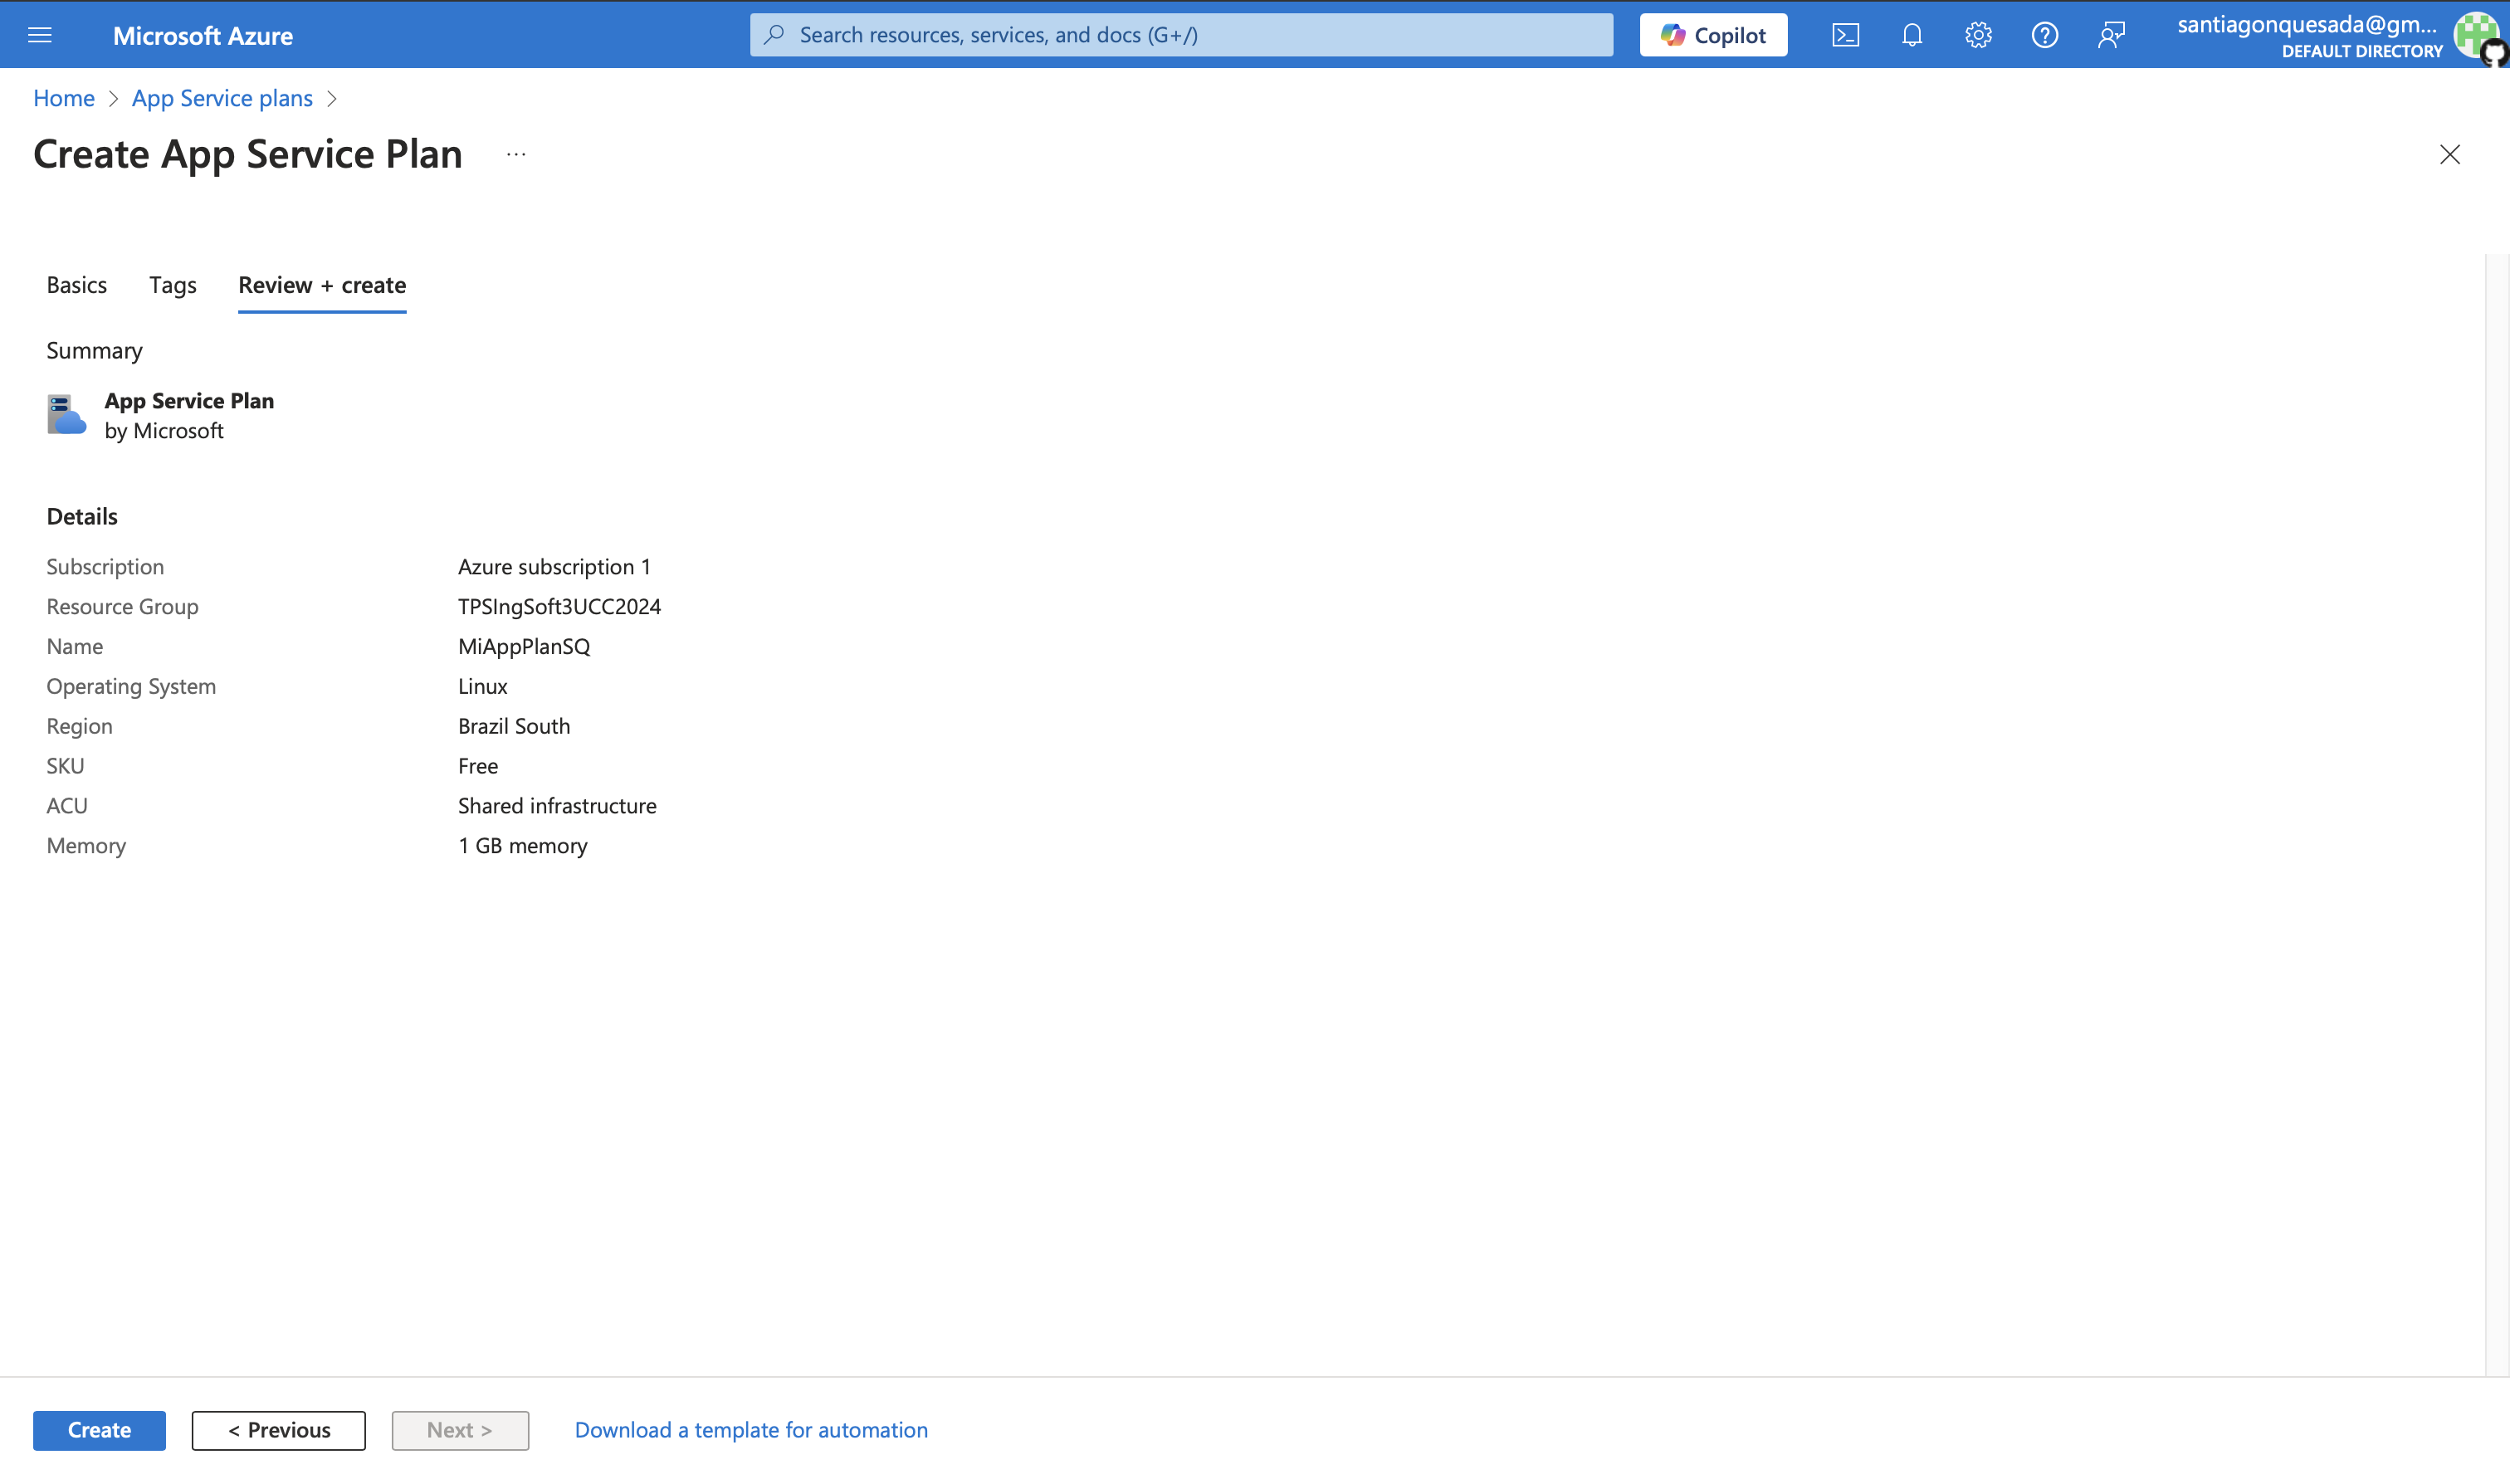 Microsoft Azure
Search resources, services, and docs (G+/)
Copilot
santiagonquesada@gm...
DEFAULT DIRECTORY
Home > App Service plans >
Create App Service Plan ...
Basics Tags Review + create
Summary
App Service Plan
by Microsoft
Details
Subscription Azure subscription 1
Resource Group TPSIngSoft3UCC2024
Name MiAppPlanSQ
Operating System Linux
Region Brazil South
SKU Free
ACU Shared infrastructure
Memory 1 GB memory
Create < Previous Next > Download a template for automation